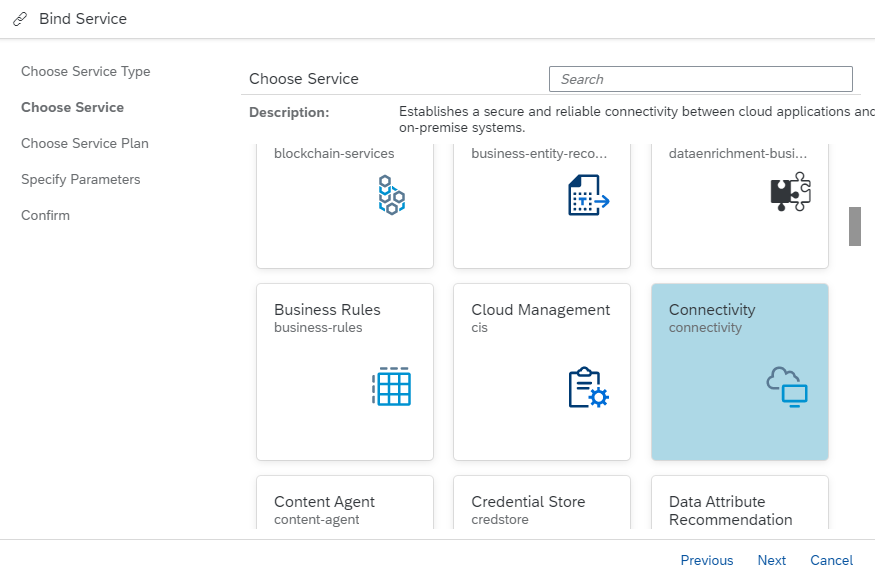 Bind Service
Choose Service Type
Choose Service
Choose Service Plan
Specify Parameters
Confirm
Choose Service
Search
Description:
Establishes a secure and reliable connectivity between cloud applications and
on-premise systems.
blockchain-services
business-entity-reco...
dataenrichment-busi...
T
Business Rules
business-rules
Cloud Management
cis
Connectivity
connectivity
Content Agent
content-agent
Credential Store
credstore
Data Attribute
Recommendation
Previous
Next
Cancel